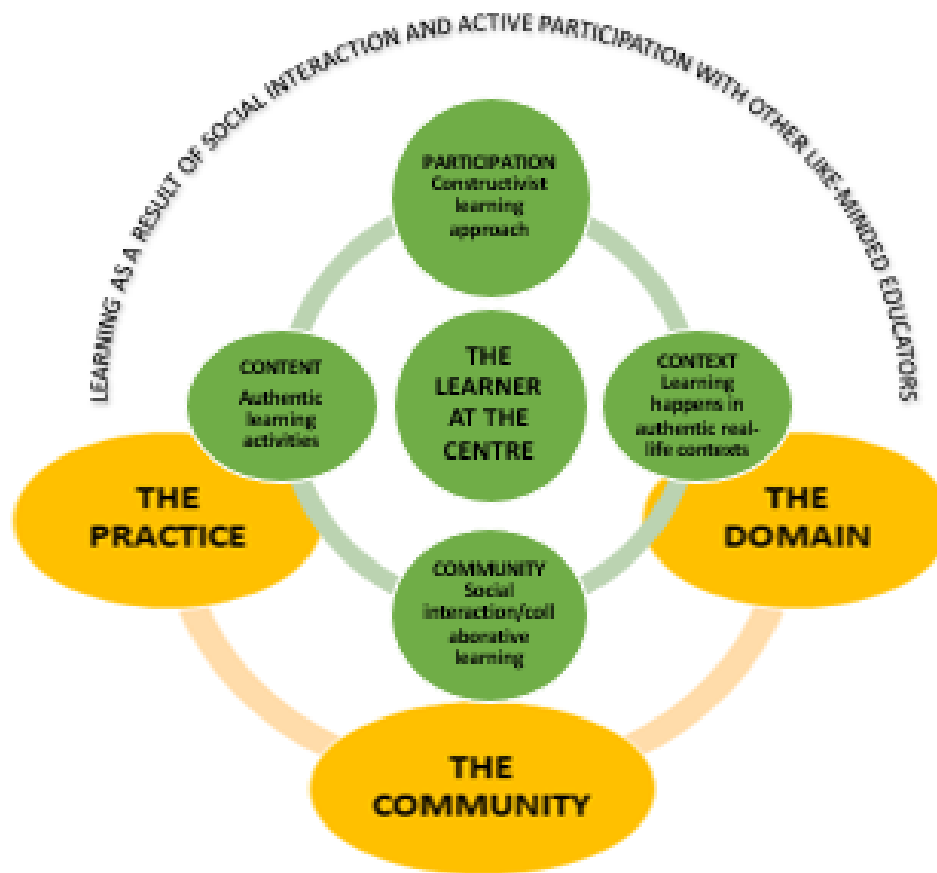 LEARNING AS A RESULT OF SOCIAL INTERACTION AND ACTIVE PARTICIPATION WITH OTHER LIKE-MINDED EDUCATORS
PARTICIPATION
Constructivist
learning
approach
CONTENT
Authentic
learning
activities
THE
LEARNER
AT THE
CENTRE
CONTEXT
Learning
happens in
authentic real-
life contexts
THE
PRACTICE
THE
DOMAIN
COMMUNITY
Social
interaction/coll
aborative
learning
THE
COMMUNITY